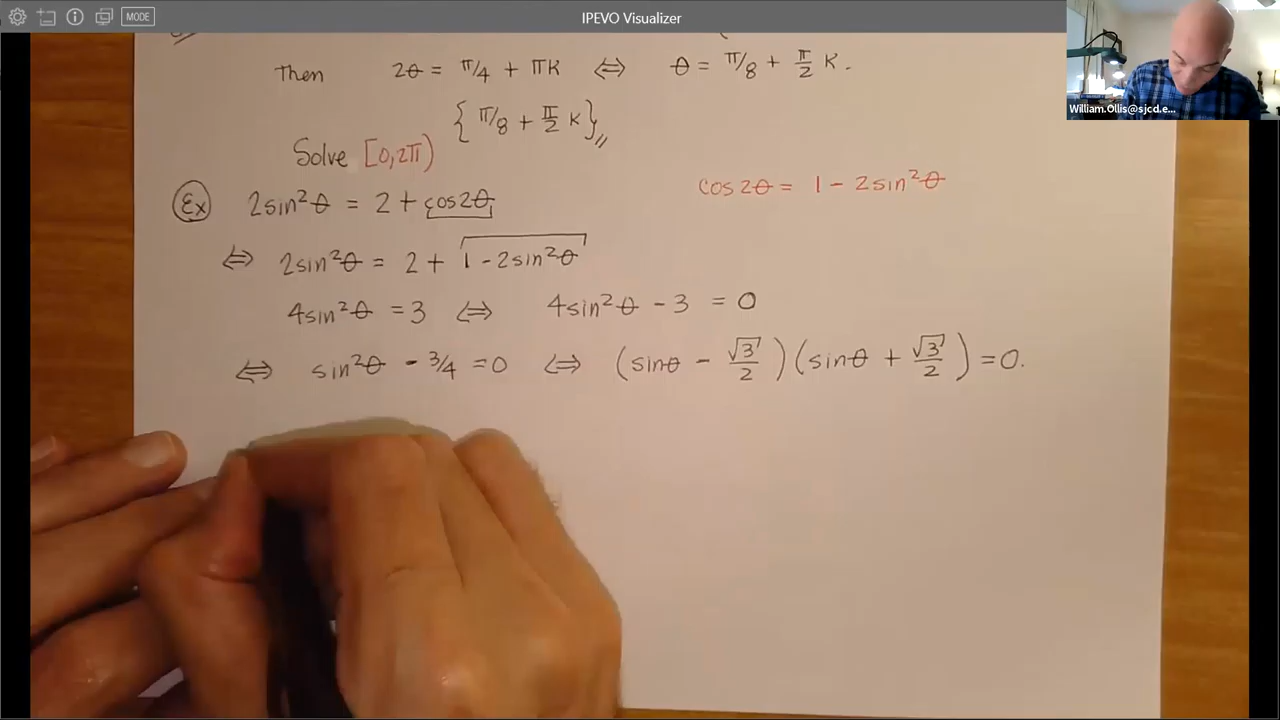 MODE
IPEVO Visualizer
William.Ollis@sjcd.e...
Then 2θ = π/4 + πK ⇔ θ = π/8 + π/2 K.
{π/8 + π/2 K}
Solve [0,2π)
Ex 2sin²θ = 2 + cos2θ
cos2θ = 1 - 2sin²θ
⇔ 2sin²θ = 2 + 1 - 2sin²θ
4sin²θ = 3 ⇔ 4sin²θ - 3 = 0
⇔ sin²θ - 3/4 = 0 ⇔ (sinθ - √3/2)(sinθ + √3/2) = 0.